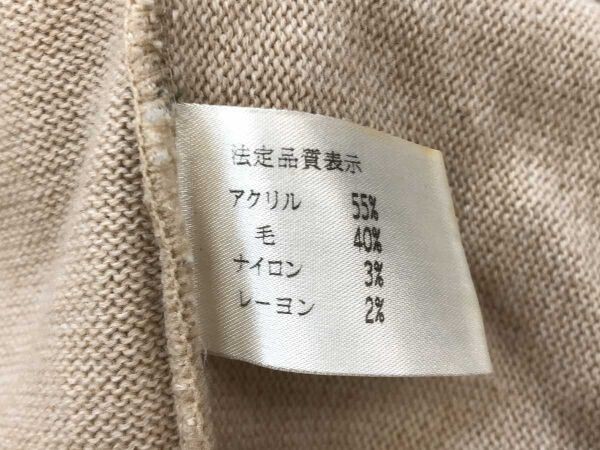 法定品質表示
アクリル 55%
毛 40%
ナイロン 3%
レーヨン 2%